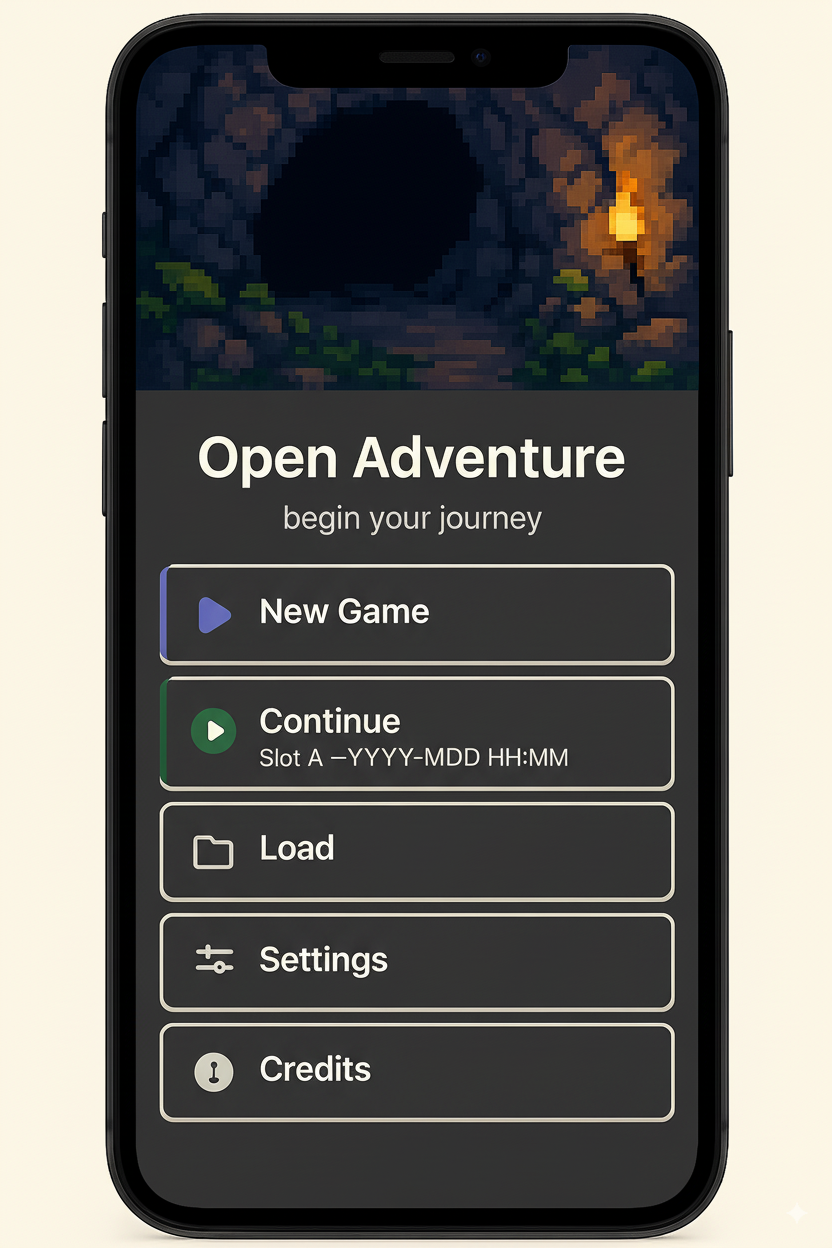 Open Adventure
begin your journey
New Game
Continue
Slot A –YYYY-MDD HH:MM
Load
Settings
Credits